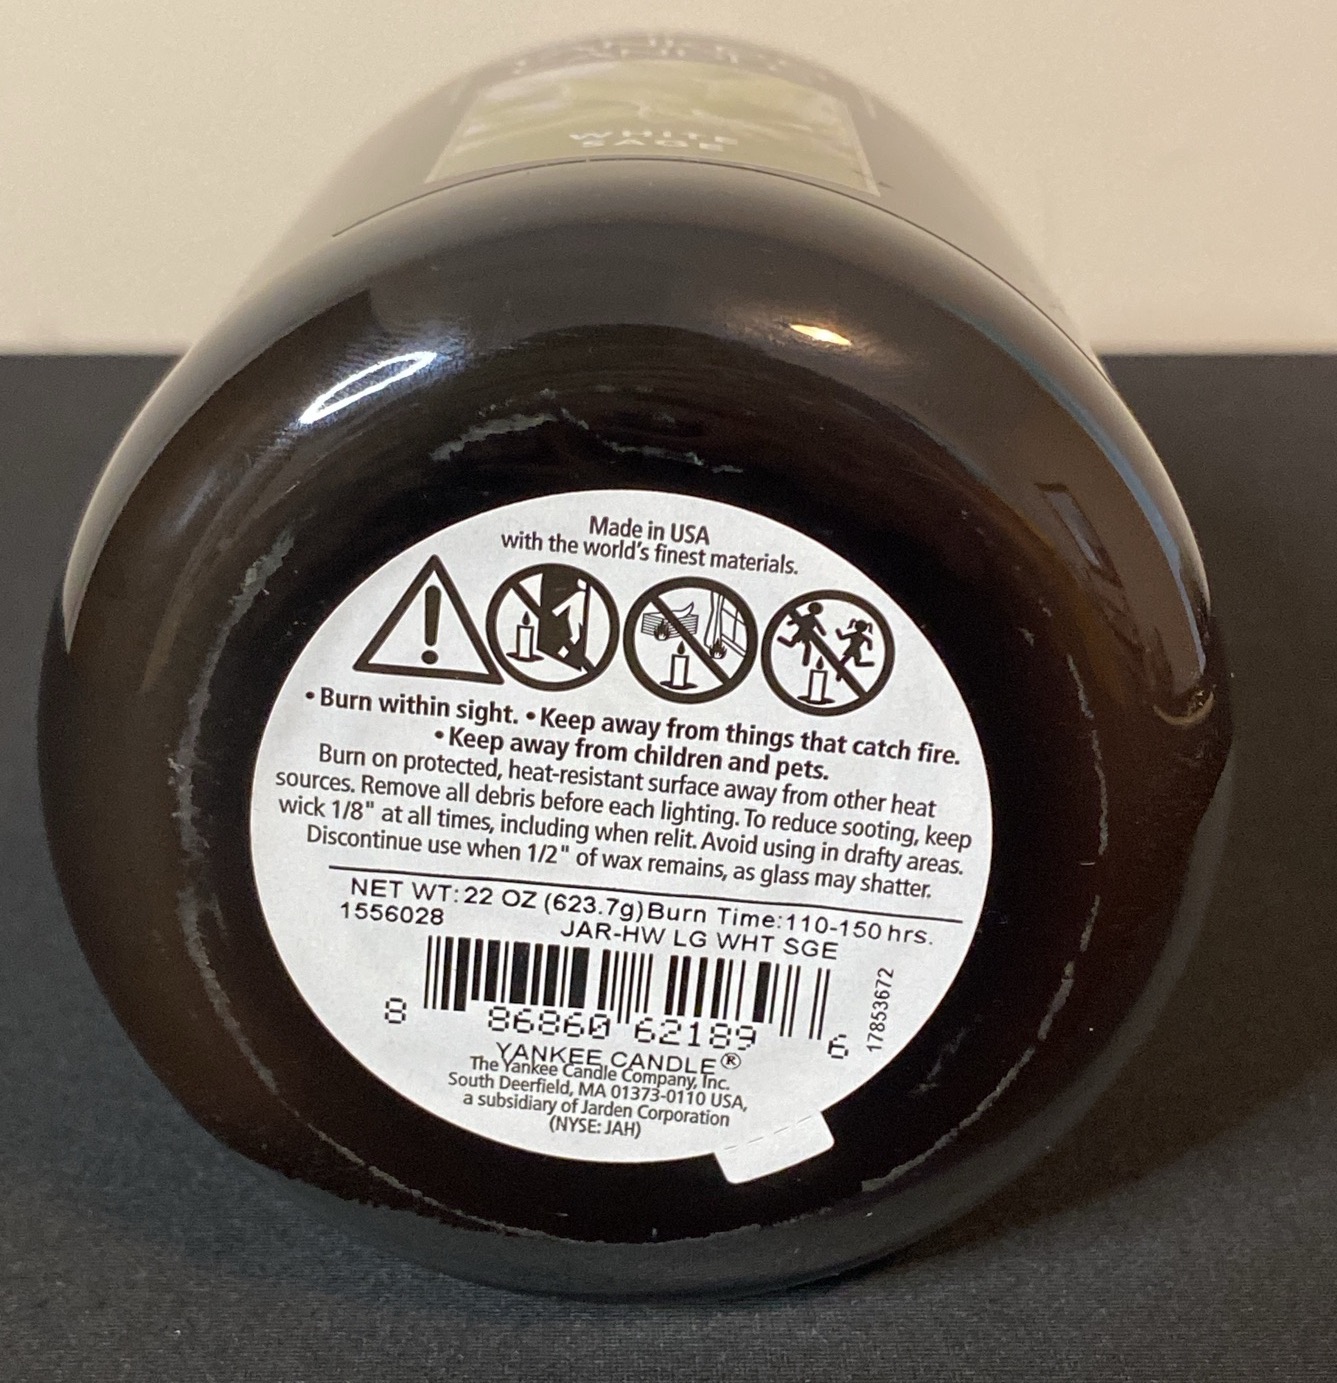 WHITE
SAGE
Made in USA
with the world's finest materials.
• Burn within sight. • Keep away from things that catch fire.
• Keep away from children and pets.
Burn on protected, heat-resistant surface away from other heat
sources. Remove all debris before each lighting. To reduce sooting, keep
wick 1/8" at all times, including when relit. Avoid using in drafty areas.
Discontinue use when 1/2" of wax remains, as glass may shatter.
NET WT: 22 OZ (623.7g) Burn Time: 110-150 hrs.
1556028
JAR-HW LG WHT SGE
8 86860 62189 6
17853672
YANKEE CANDLE®
The Yankee Candle Company, Inc.
South Deerfield, MA 01373-0110 USA,
a subsidiary of Jarden Corporation
(NYSE: JAH)